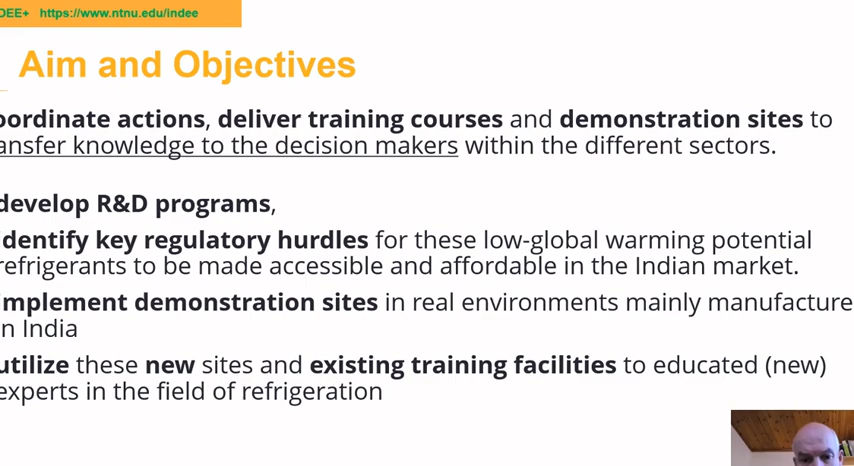 DEE+ https://www.ntnu.edu/indee
Aim and Objectives
oordinate actions, deliver training courses and demonstration sites to
ansfer knowledge to the decision makers within the different sectors.
develop R&D programs,
identify key regulatory hurdles for these low-global warming potential
refrigerants to be made accessible and affordable in the Indian market.
implement demonstration sites in real environments mainly manufacture
in India
utilize these new sites and existing training facilities to educated (new)
experts in the field of refrigeration